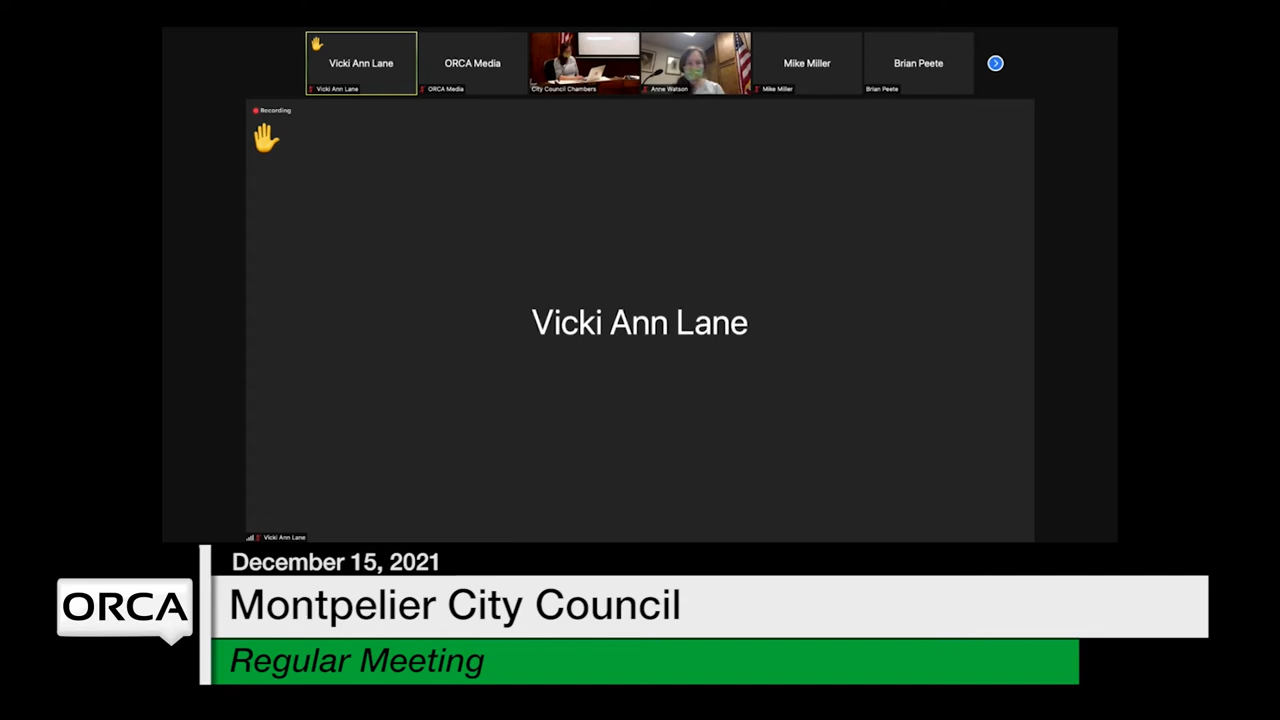 Vicki Ann Lane
ORCA Media
Mike Miller
Brian Peete
Vicki Ann Lane
ORCA Media
City Council Chambers
Anne Watson
Mike Miller
Brian Peete
Recording
Vicki Ann Lane
Vicki Ann Lane
December 15, 2021
ORCA
Montpelier City Council
Regular Meeting